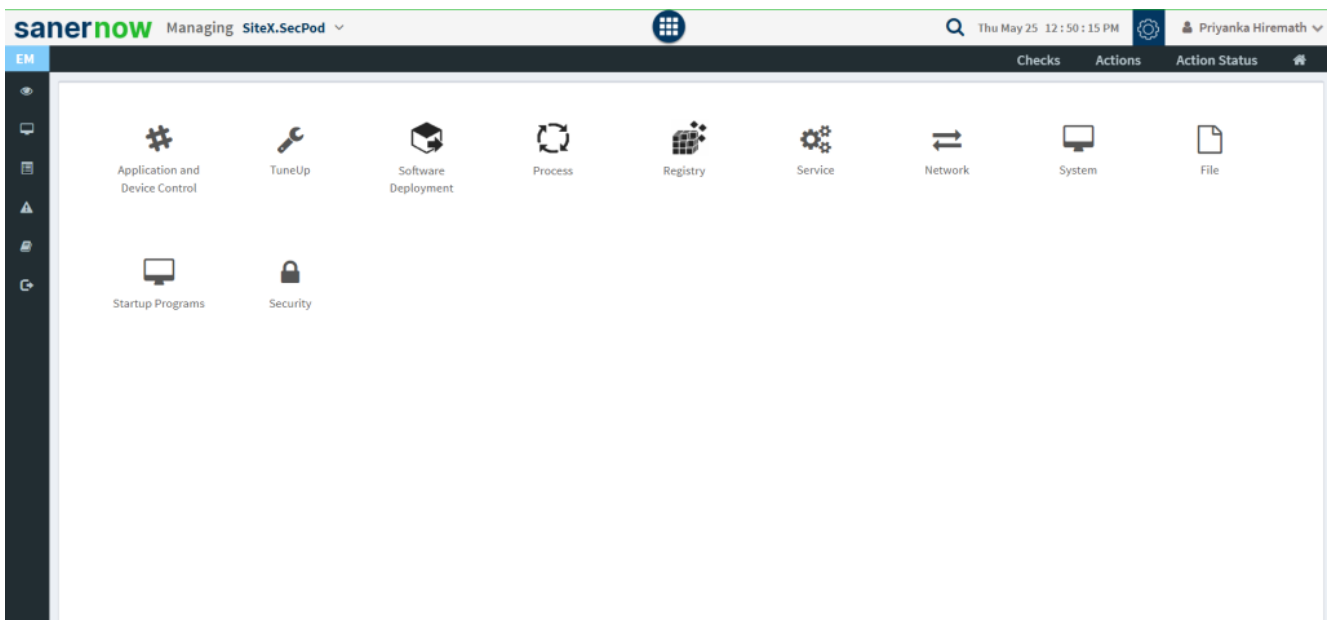 sanernow Managing SiteX.SecPod Thu May 25 12:50:15 PM Priyanka Hiremath
EM Checks Actions Action Status
Application and
Device Control
TuneUp
Software
Deployment
Process
Registry
Service
Network
System
File
Startup Programs
Security